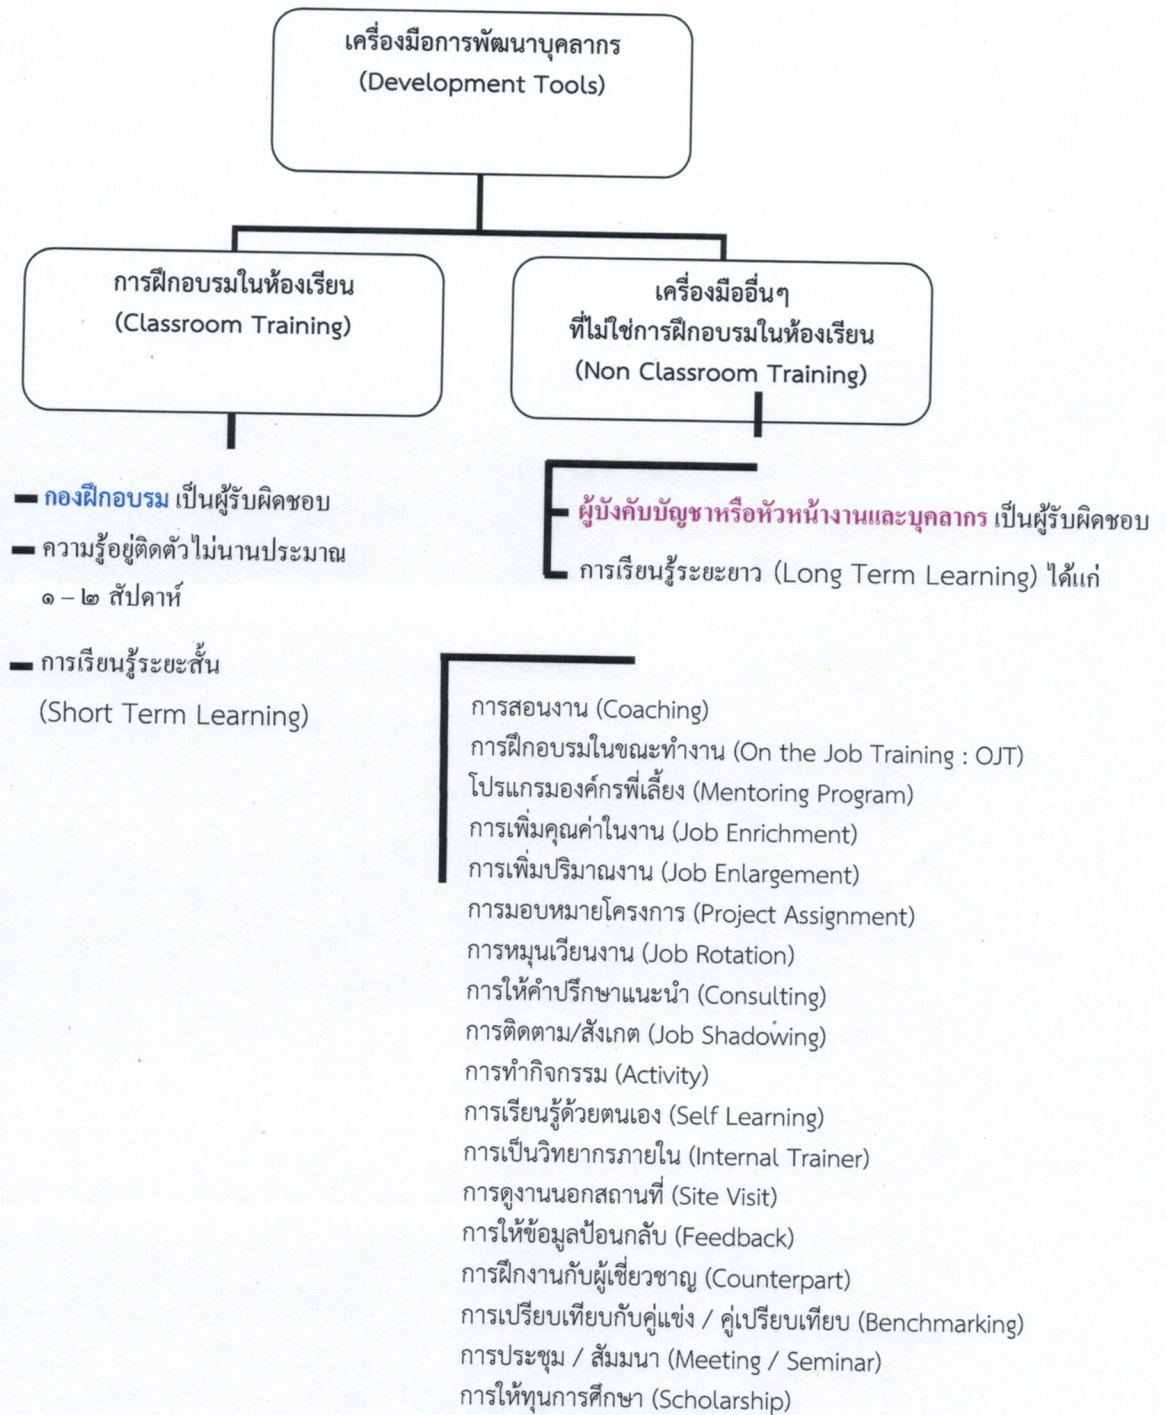 เครื่องมือการพัฒนาบุคลากร
(Development Tools)
การฝึกอบรมในห้องเรียน
(Classroom Training)
เครื่องมืออื่นๆ
ที่ไม่ใช่การฝึกอบรมในห้องเรียน
(Non Classroom Training)
กองฝึกอบรม เป็นผู้รับผิดชอบ
ความรู้อยู่ติดตัวไม่นานประมาณ
๑ – ๒ สัปดาห์
การเรียนรู้ระยะสั้น
(Short Term Learning)
ผู้บังคับบัญชาหรือหัวหน้างานและบุคลากร เป็นผู้รับผิดชอบ
การเรียนรู้ระยะยาว (Long Term Learning) ได้แก่
การสอนงาน (Coaching)
การฝึกอบรมในขณะทำงาน (On the Job Training : OJT)
โปรแกรมองค์กรพี่เลี้ยง (Mentoring Program)
การเพิ่มคุณค่าในงาน (Job Enrichment)
การเพิ่มปริมาณงาน (Job Enlargement)
การมอบหมายโครงการ (Project Assignment)
การหมุนเวียนงาน (Job Rotation)
การให้คำปรึกษาแนะนำ (Consulting)
การติดตาม/สังเกต (Job Shadowing)
การทำกิจกรรม (Activity)
การเรียนรู้ด้วยตนเอง (Self Learning)
การเป็นวิทยากรภายใน (Internal Trainer)
การดูงานนอกสถานที่ (Site Visit)
การให้ข้อมูลป้อนกลับ (Feedback)
การฝึกงานกับผู้เชี่ยวชาญ (Counterpart)
การเปรียบเทียบกับคู่แข่ง / คู่เปรียบเทียบ (Benchmarking)
การประชุม / สัมมนา (Meeting / Seminar)
การให้ทุนการศึกษา (Scholarship)